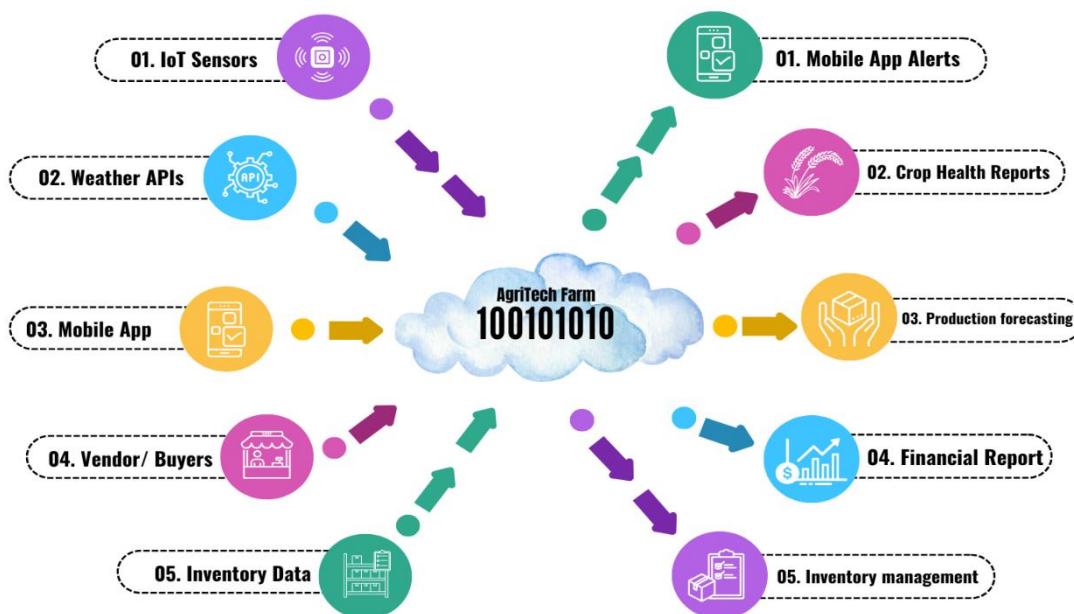 01. IoT Sensors
02. Weather APIs
API
03. Mobile App
04. Vendor/ Buyers
05. Inventory Data
AgriTech Farm
100101010
01. Mobile App Alerts
02. Crop Health Reports
03. Production forecasting
04. Financial Report
$
05. Inventory management